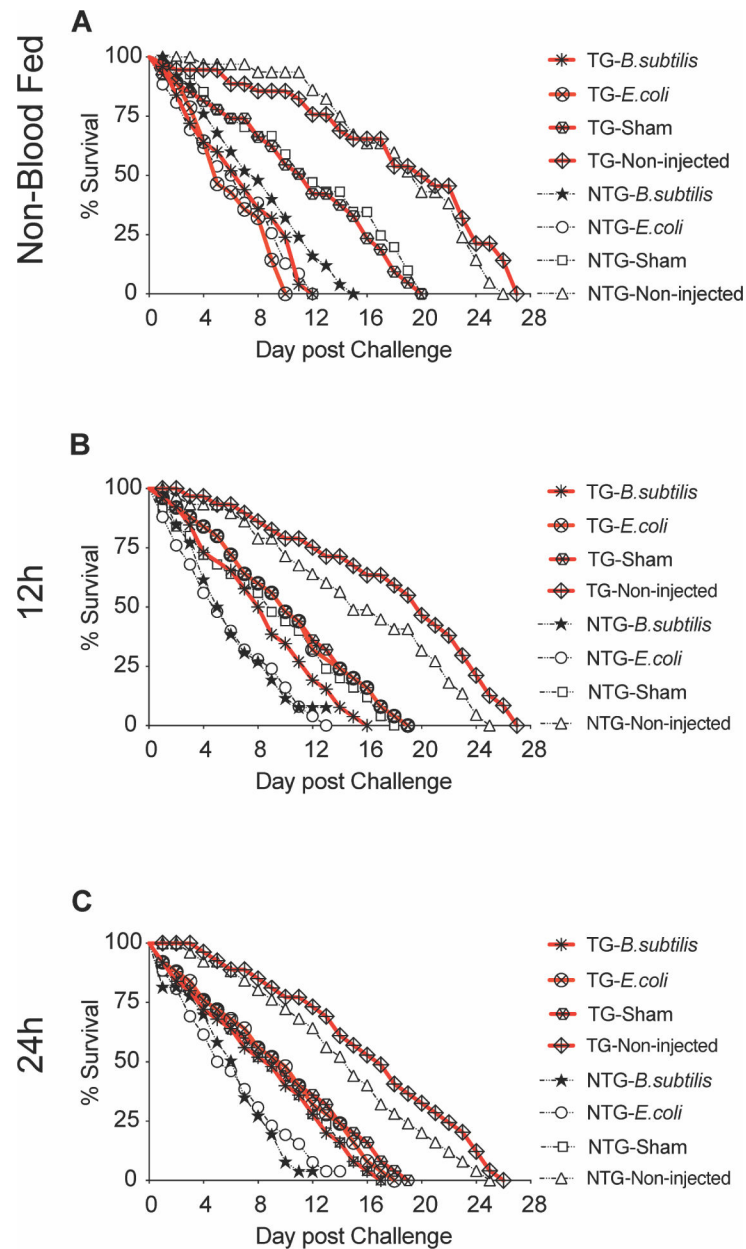 A
Non-Blood Fed
% Survival
100
75
50
25
0
0 4 8 12 16 20 24 28
Day post Challenge
TG-B.subtilis
TG-E.coli
TG-Sham
TG-Non-injected
NTG-B.subtilis
NTG-E.coli
NTG-Sham
NTG-Non-injected
B
12h
% Survival
100
75
50
25
0
0 4 8 12 16 20 24 28
Day post Challenge
TG-B.subtilis
TG-E.coli
TG-Sham
TG-Non-injected
NTG-B.subtilis
NTG-E.coli
NTG-Sham
NTG-Non-injected
C
24h
% Survival
100
75
50
25
0
0 4 8 12 16 20 24 28
Day post Challenge
TG-B.subtilis
TG-E.coli
TG-Sham
TG-Non-injected
NTG-B.subtilis
NTG-E.coli
NTG-Sham
NTG-Non-injected